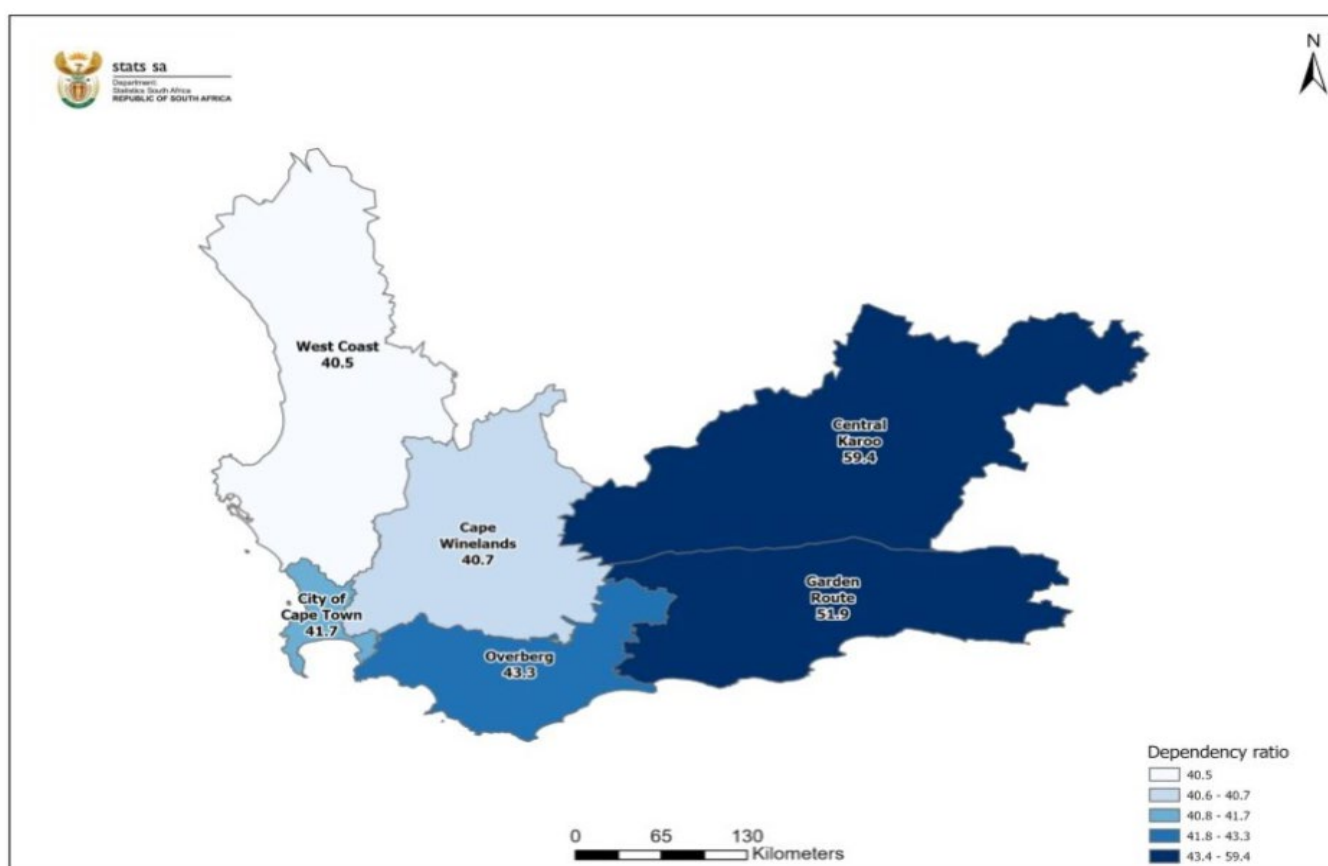 stats sa
Department:
Statistics South Africa
REPUBLIC OF SOUTH AFRICA
N
West Coast
40.5
Central
Karoo
59.4
Cape
Winelands
40.7
City of
Cape Town
41.7
Garden
Route
51.9
Overberg
43.3
Dependency ratio
40.5
40.6 - 40.7
40.8 - 41.7
41.8 - 43.3
43.4 - 59.4
0 65 130
Kilometers